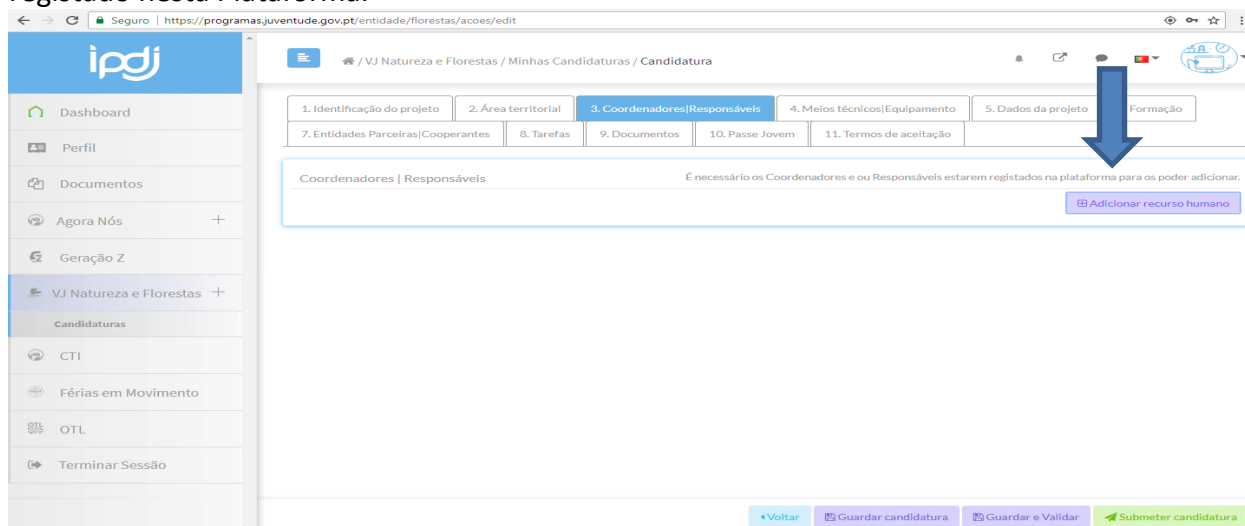 registado nesta Plataforma.
Seguro | https://programas.juventude.gov.pt/entidade/florestas/acoes/edit
ipdj
/ VJ Natureza e Florestas / Minhas Candidaturas / Candidatura
Dashboard
Perfil
Documentos
Agora Nós +
Geração Z
VJ Natureza e Florestas +
Candidaturas
CTI
Férias em Movimento
OTL
Terminar Sessão
1. Identificação do projeto
2. Área territorial
3. Coordenadores|Responsáveis
4. Meios técnicos|Equipamento
5. Dados da projeto
Formação
7. Entidades Parceiras|Cooperantes
8. Tarefas
9. Documentos
10. Passe Jovem
11. Termos de aceitação
Coordenadores | Responsáveis
É necessário os Coordenadores e ou Responsáveis estarem registados na plataforma para os poder adicionar.
Adicionar recurso humano
Voltar
Guardar candidatura
Guardar e Validar
Submeter candidatura